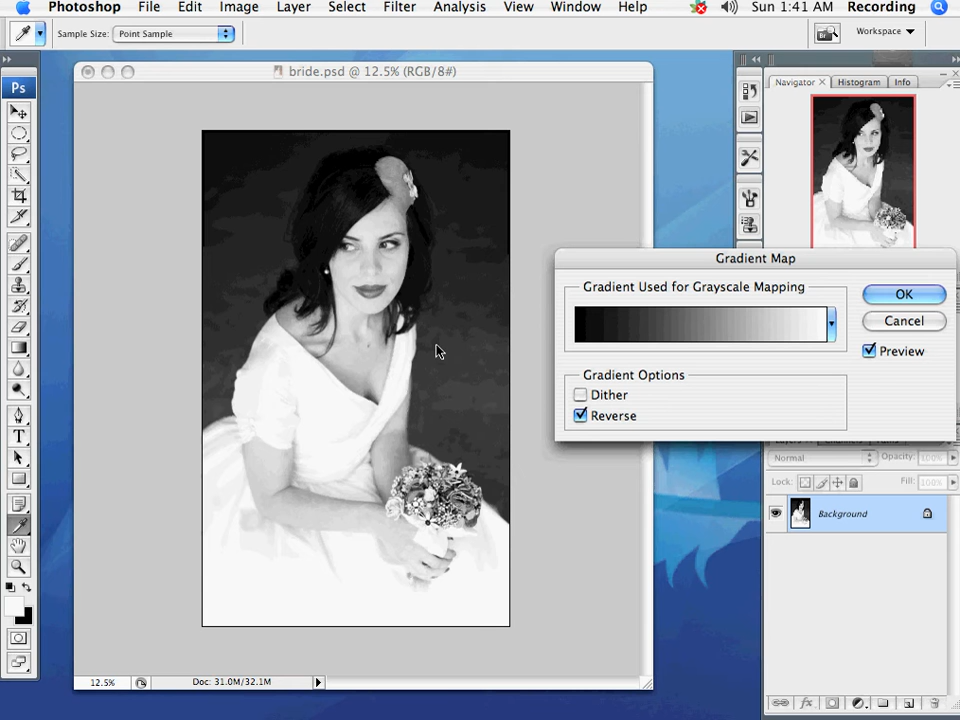 Photoshop File Edit Image Layer Select Filter Analysis View Window Help Sun 1:41 AM Recording
Sample Size: Point Sample Workspace
bride.psd @ 12.5% (RGB/8#)
Navigator Histogram Info
Ps
Gradient Map
Gradient Used for Grayscale Mapping
OK
Cancel
Preview
Gradient Options
Dither
Reverse
Normal Opacity: 100%
Lock: Fill: 100%
Background
T
12.5% Doc: 31.0M/32.1M